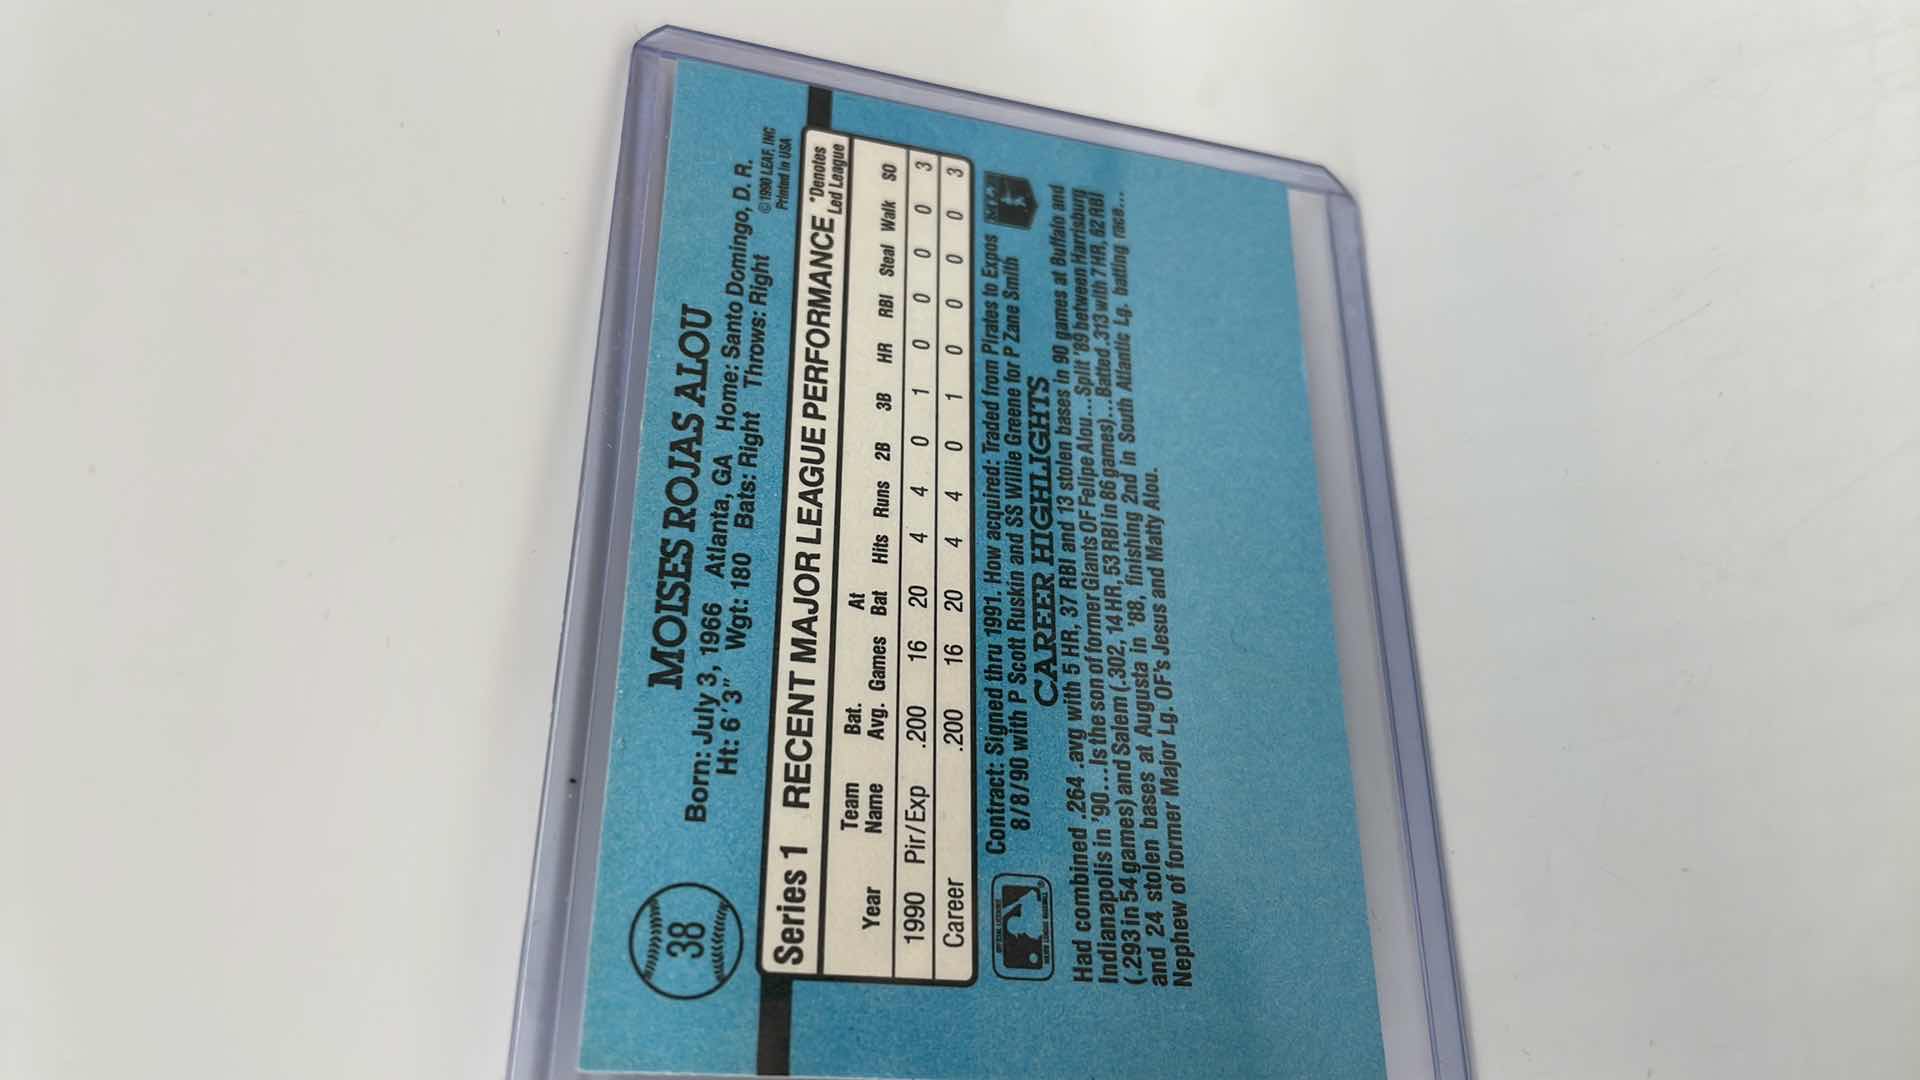 38
MOISES ROJAS ALOU
Born: July 3, 1966 Atlanta, GA Home: Santo Domingo, D. R.
Ht: 6'3" Wgt: 180 Bats: Right Throws: Right
©1990 LEAF, INC
Printed in USA
Series 1 RECENT MAJOR LEAGUE PERFORMANCE *Denotes Led League
Year Team Name Bat. Avg. Games At Bat Hits Runs 2B 3B HR RBI Steal Walk SO
1990 Pir/Exp .200 16 20 4 4 0 1 0 0 0 0 3
Career .200 16 20 4 4 0 1 0 0 0 0 3
Contract: Signed thru 1991. How acquired: Traded from Pirates to Expos
8/8/90 with P Scott Ruskin and SS Willie Greene for P Zane Smith
CAREER HIGHLIGHTS
Had combined .264 .avg with 5 HR, 37 RBI and 13 stolen bases in 90 games at Buffalo and
Indianapolis in '90...Is the son of former Giants OF Felipe Alou...Split '89 between Harrisburg
(.293 in 54 games) and Salem (.302, 14 HR, 53 RBI in 86 games)...Batted .313 with 7 HR, 62 RBI
and 24 stolen bases at Augusta in '88, finishing 2nd in South Atlantic Lg. batting race...
Nephew of former Major Lg. OF's Jesus and Matty Alou.